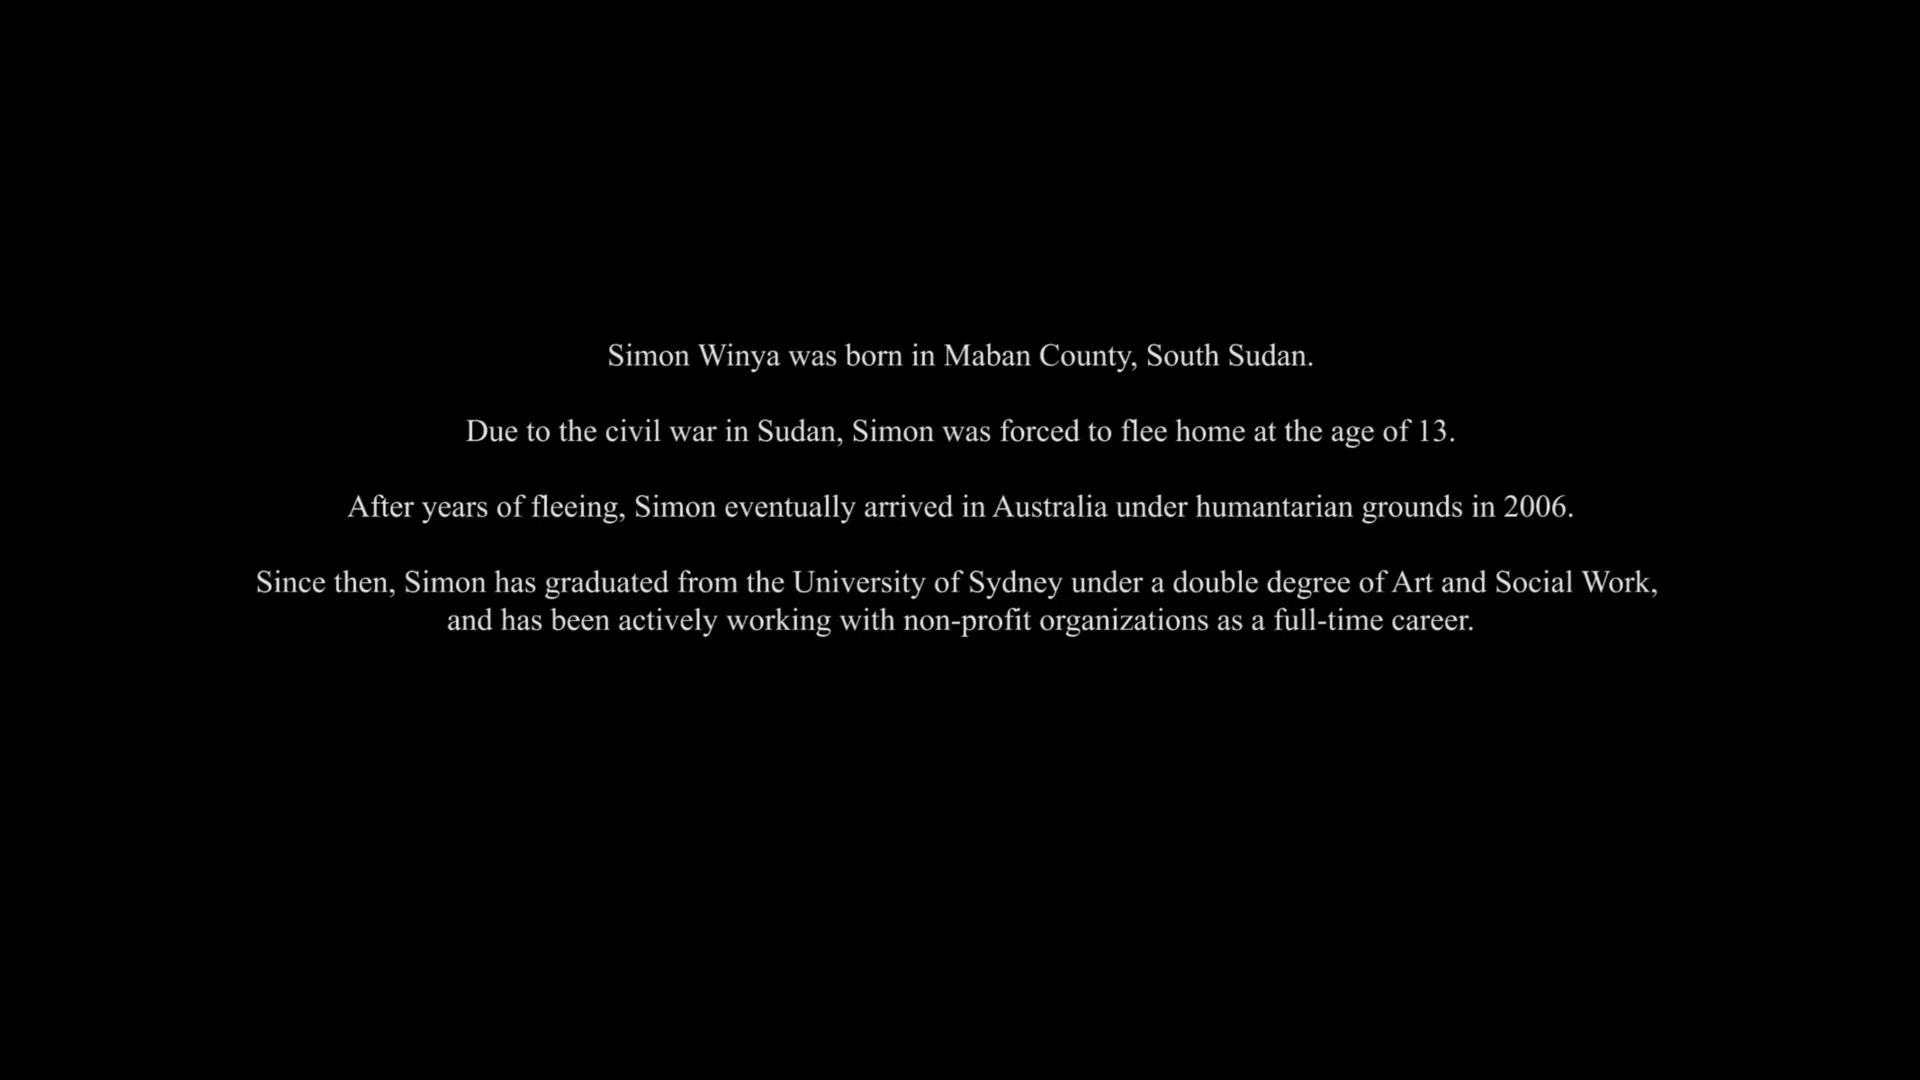 Simon Winya was born in Maban County, South Sudan.
Due to the civil war in Sudan, Simon was forced to flee home at the age of 13.
After years of fleeing, Simon eventually arrived in Australia under humantarian grounds in 2006.
Since then, Simon has graduated from the University of Sydney under a double degree of Art and Social Work,
and has been actively working with non-profit organizations as a full-time career.